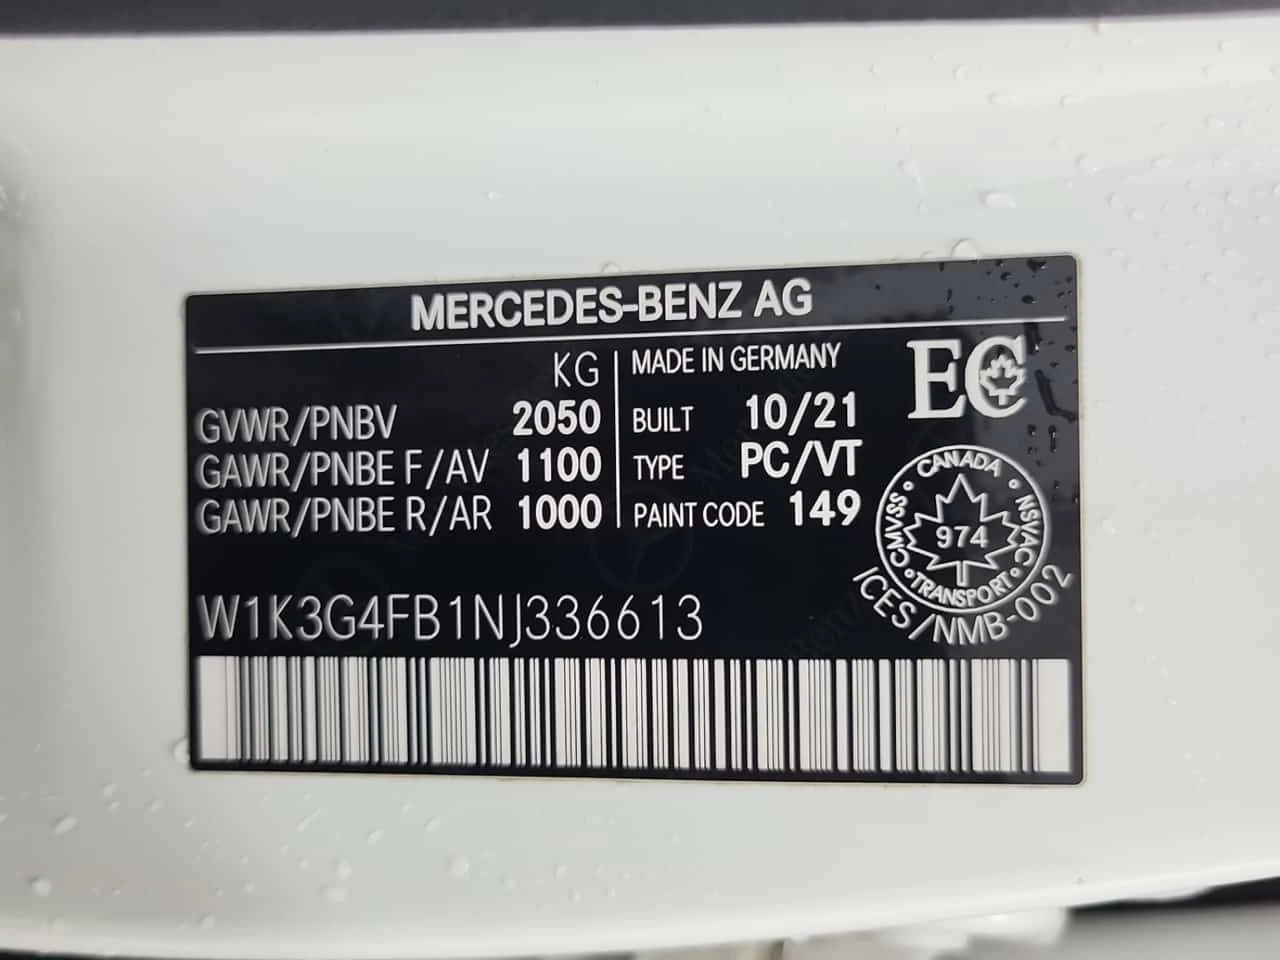 MERCEDES-BENZ AG
KG
GVWR/PNBV 2050
GAWR/PNBE F/AV 1100
GAWR/PNBE R/AR 1000
MADE IN GERMANY
BUILT 10/21
TYPE PC/VT
PAINT CODE 149
EC
CANADA
CMVSS NSVAC
974
TRANSPORT
ICES/NMB-002
W1K3G4FB1NJ336613